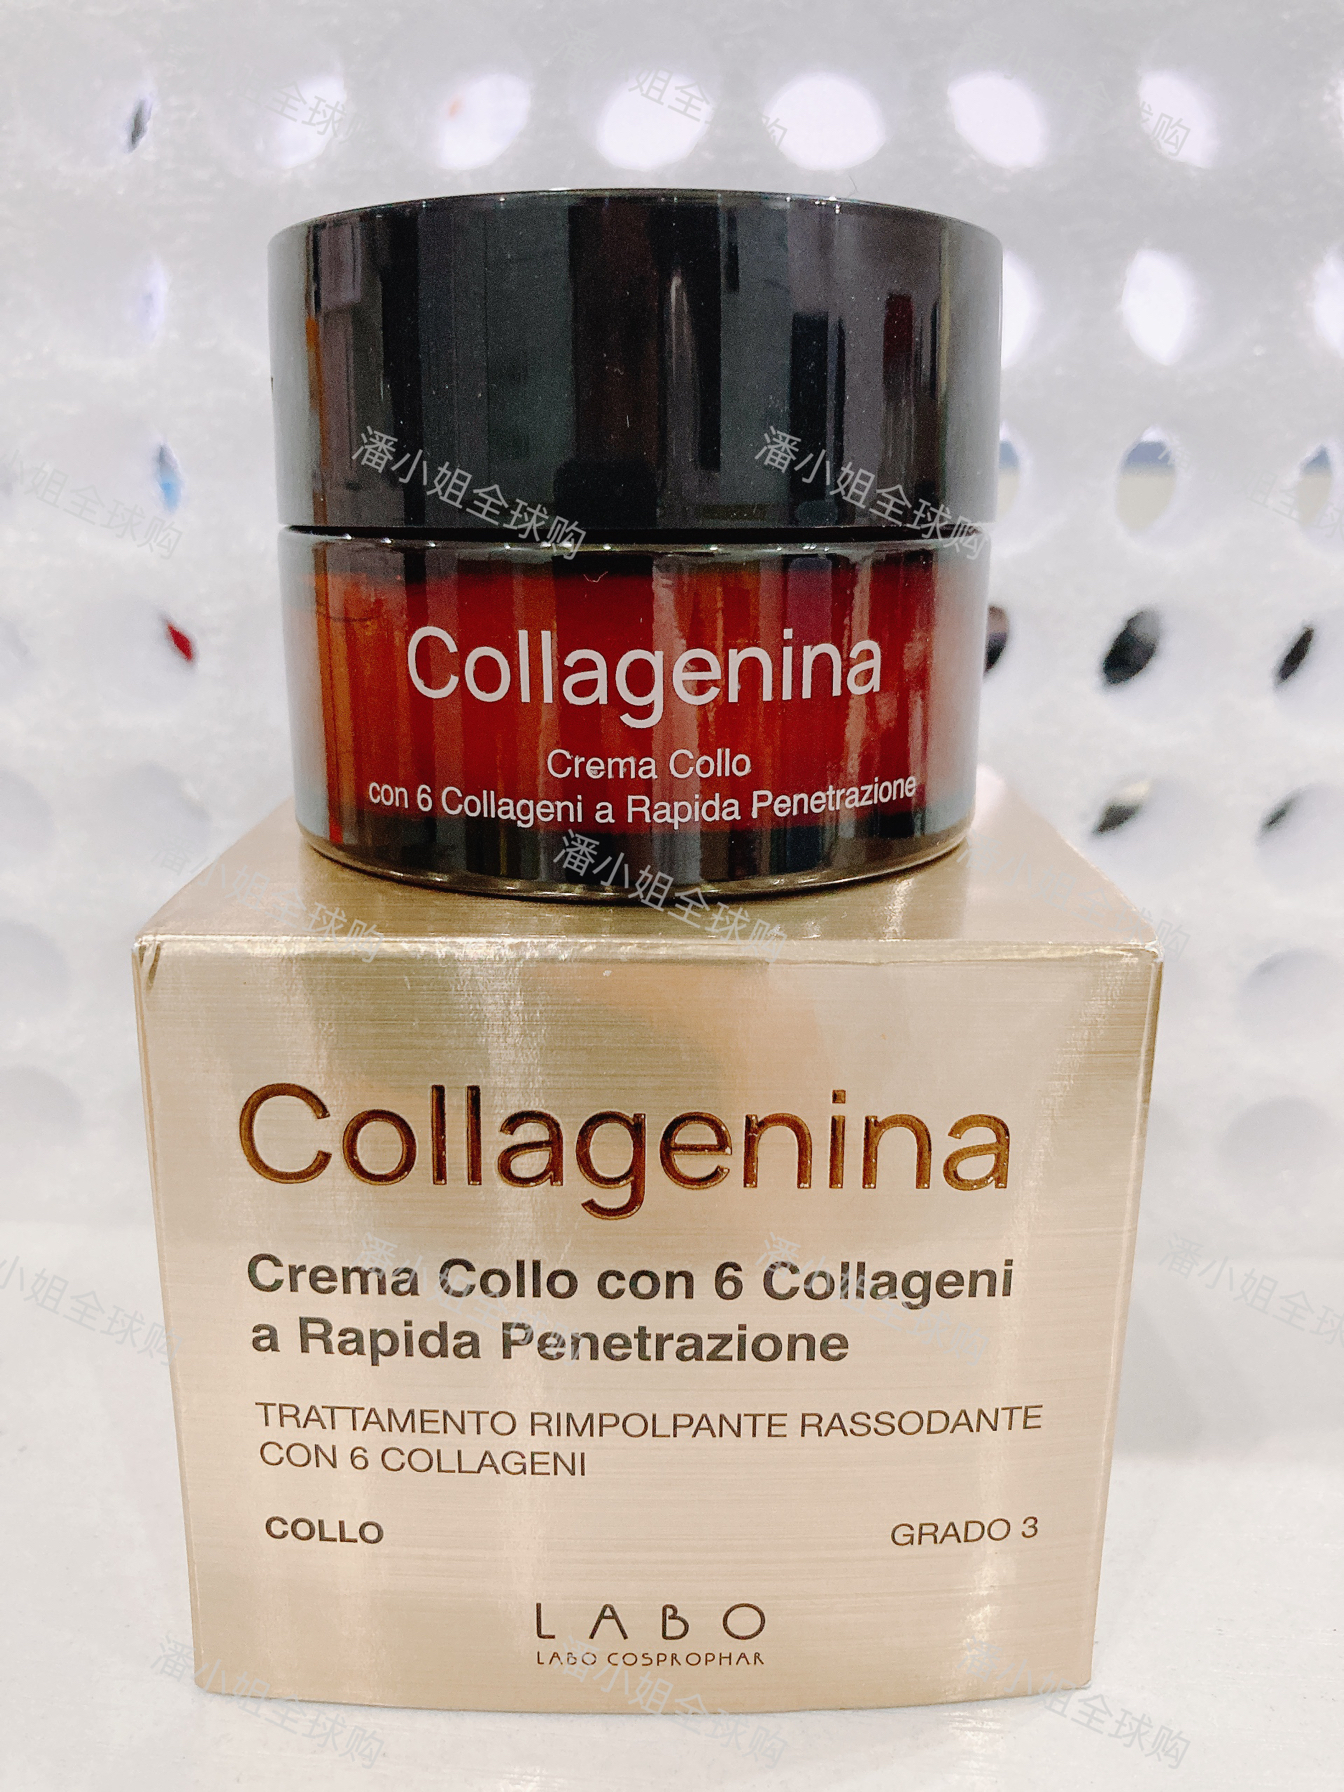 Collagenina
Crema Collo
con 6 Collageni a Rapida Penetrazione
Collagenina
Crema Collo con 6 Collageni
a Rapida Penetrazione
TRATTAMENTO RIMPOLPANTE RASSODANTE
CON 6 COLLAGENI
COLLO
GRADO 3
LABO
LABO COSPROPHAR
潘小姐全球购